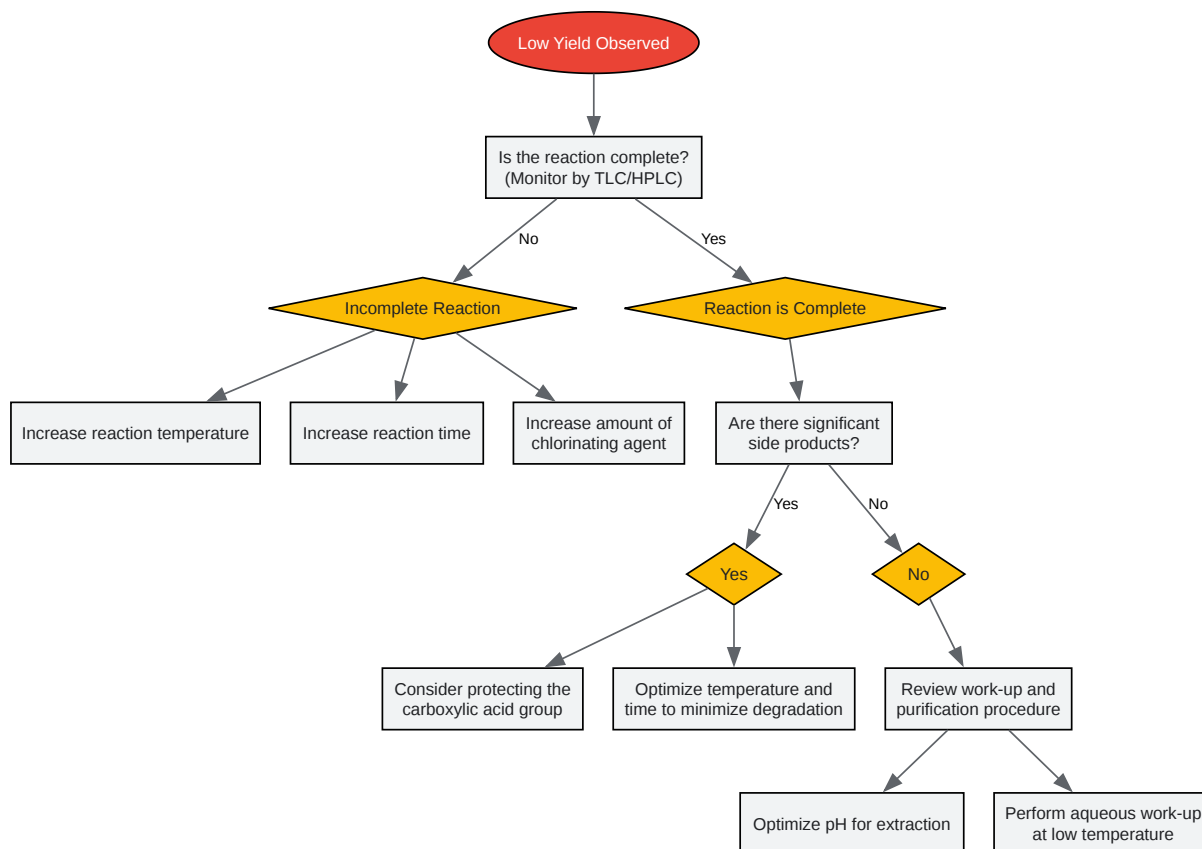 Low Yield Observed
Is the reaction complete?
(Monitor by TLC/HPLC)
No
Yes
Incomplete Reaction
Reaction is Complete
Increase reaction temperature
Increase reaction time
Increase amount of
chlorinating agent
Are there significant
side products?
Yes
No
Yes
No
Consider protecting the
carboxylic acid group
Optimize temperature and
time to minimize degradation
Review work-up and
purification procedure
Optimize pH for extraction
Perform aqueous work-up
at low temperature